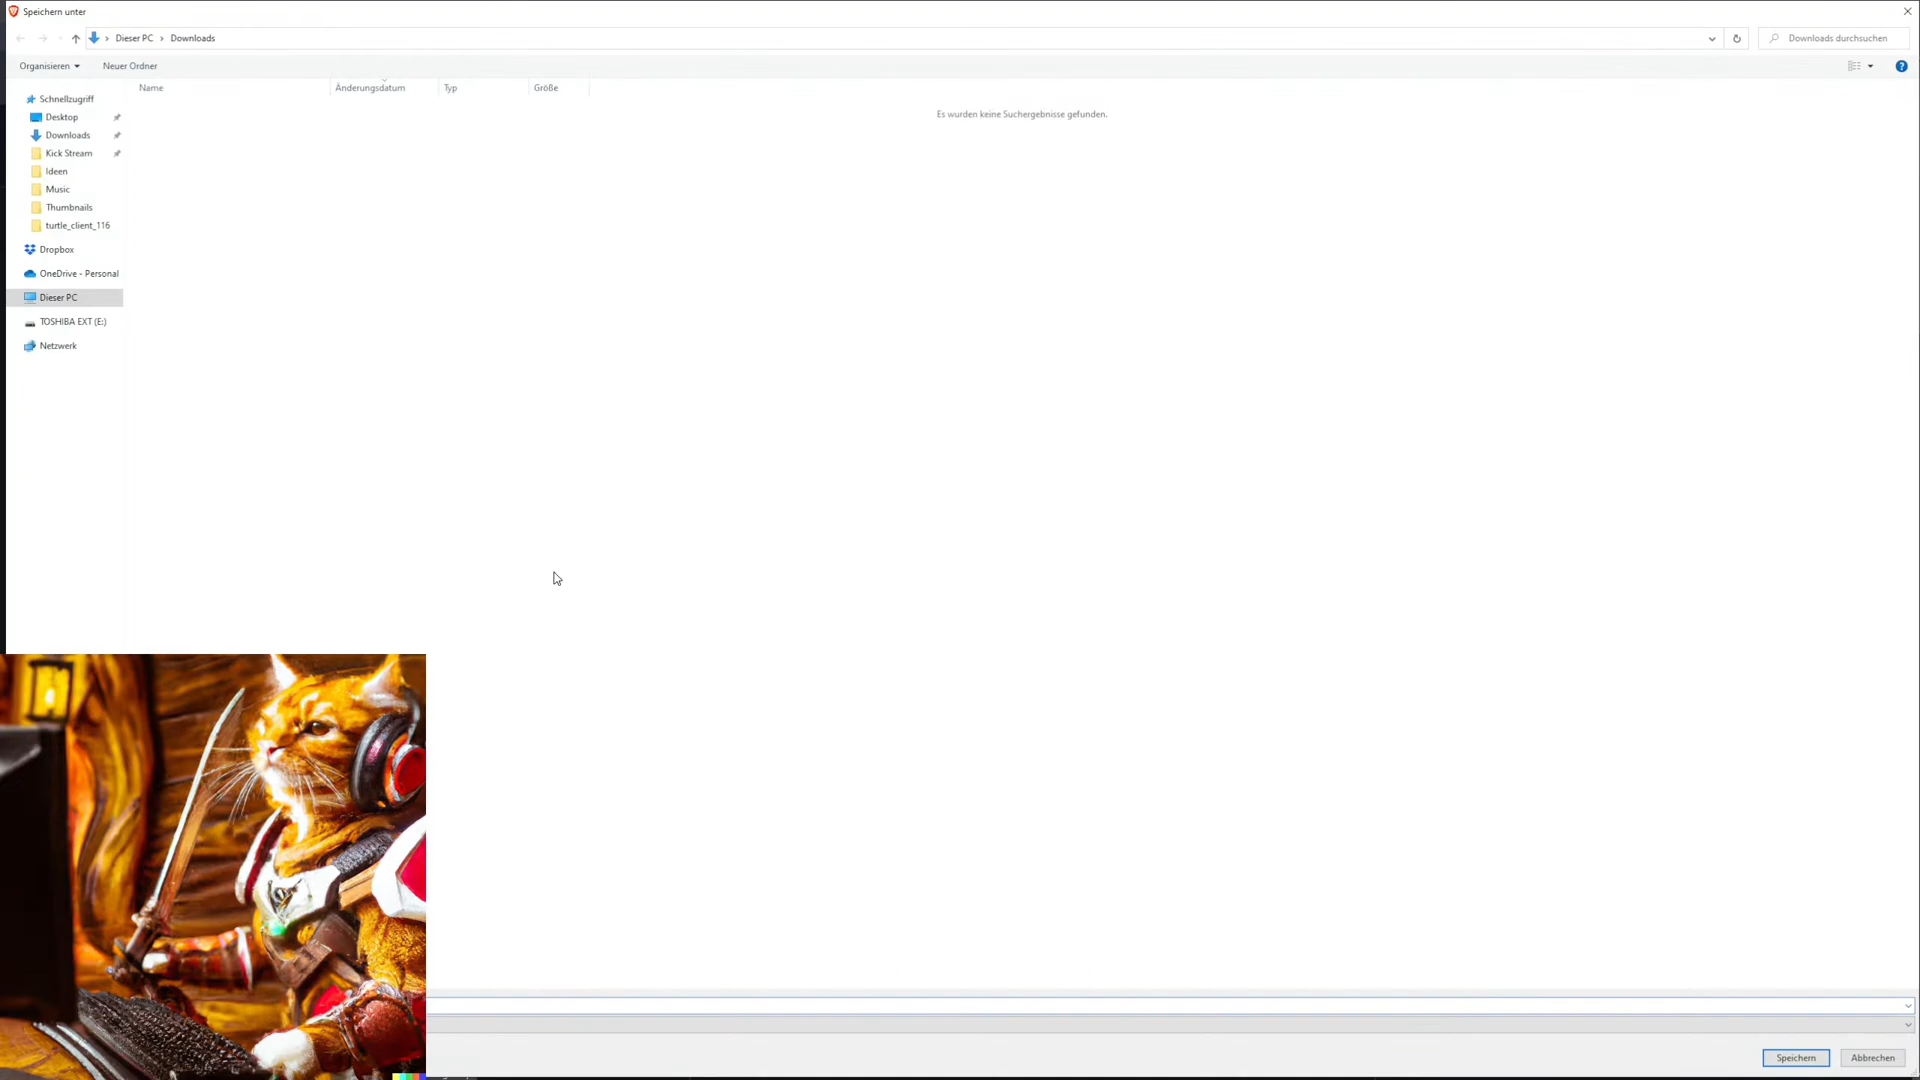 Speichern unter
Dieser PC
Downloads
Downloads durchsuchen
Organisieren
Neuer Ordner
Name
Änderungsdatum
Typ
Größe
Es wurden keine Suchergebnisse gefunden.
Schnellzugriff
Desktop
Downloads
Kick Stream
Ideen
Music
Thumbnails
turtle_client_116
Dropbox
OneDrive - Personal
Dieser PC
TOSHIBA EXT (E:)
Netzwerk
Speichern
Abbrechen